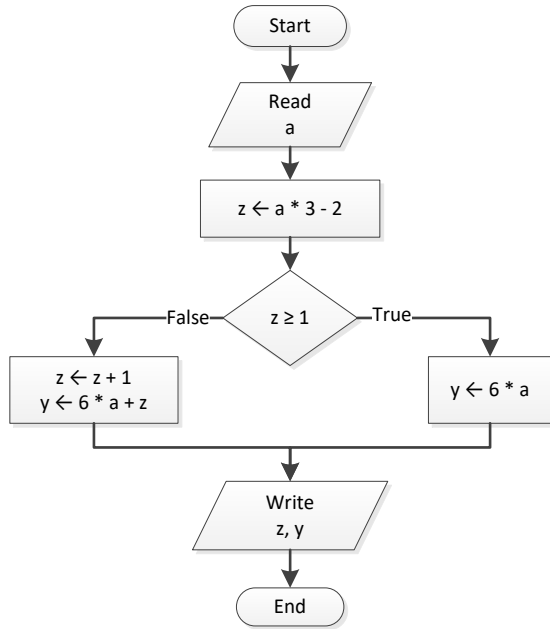 Start
Read
a
z ← a * 3 - 2
z ≥ 1
False
True
z ← z + 1
y ← 6 * a + z
y ← 6 * a
Write
z, y
End